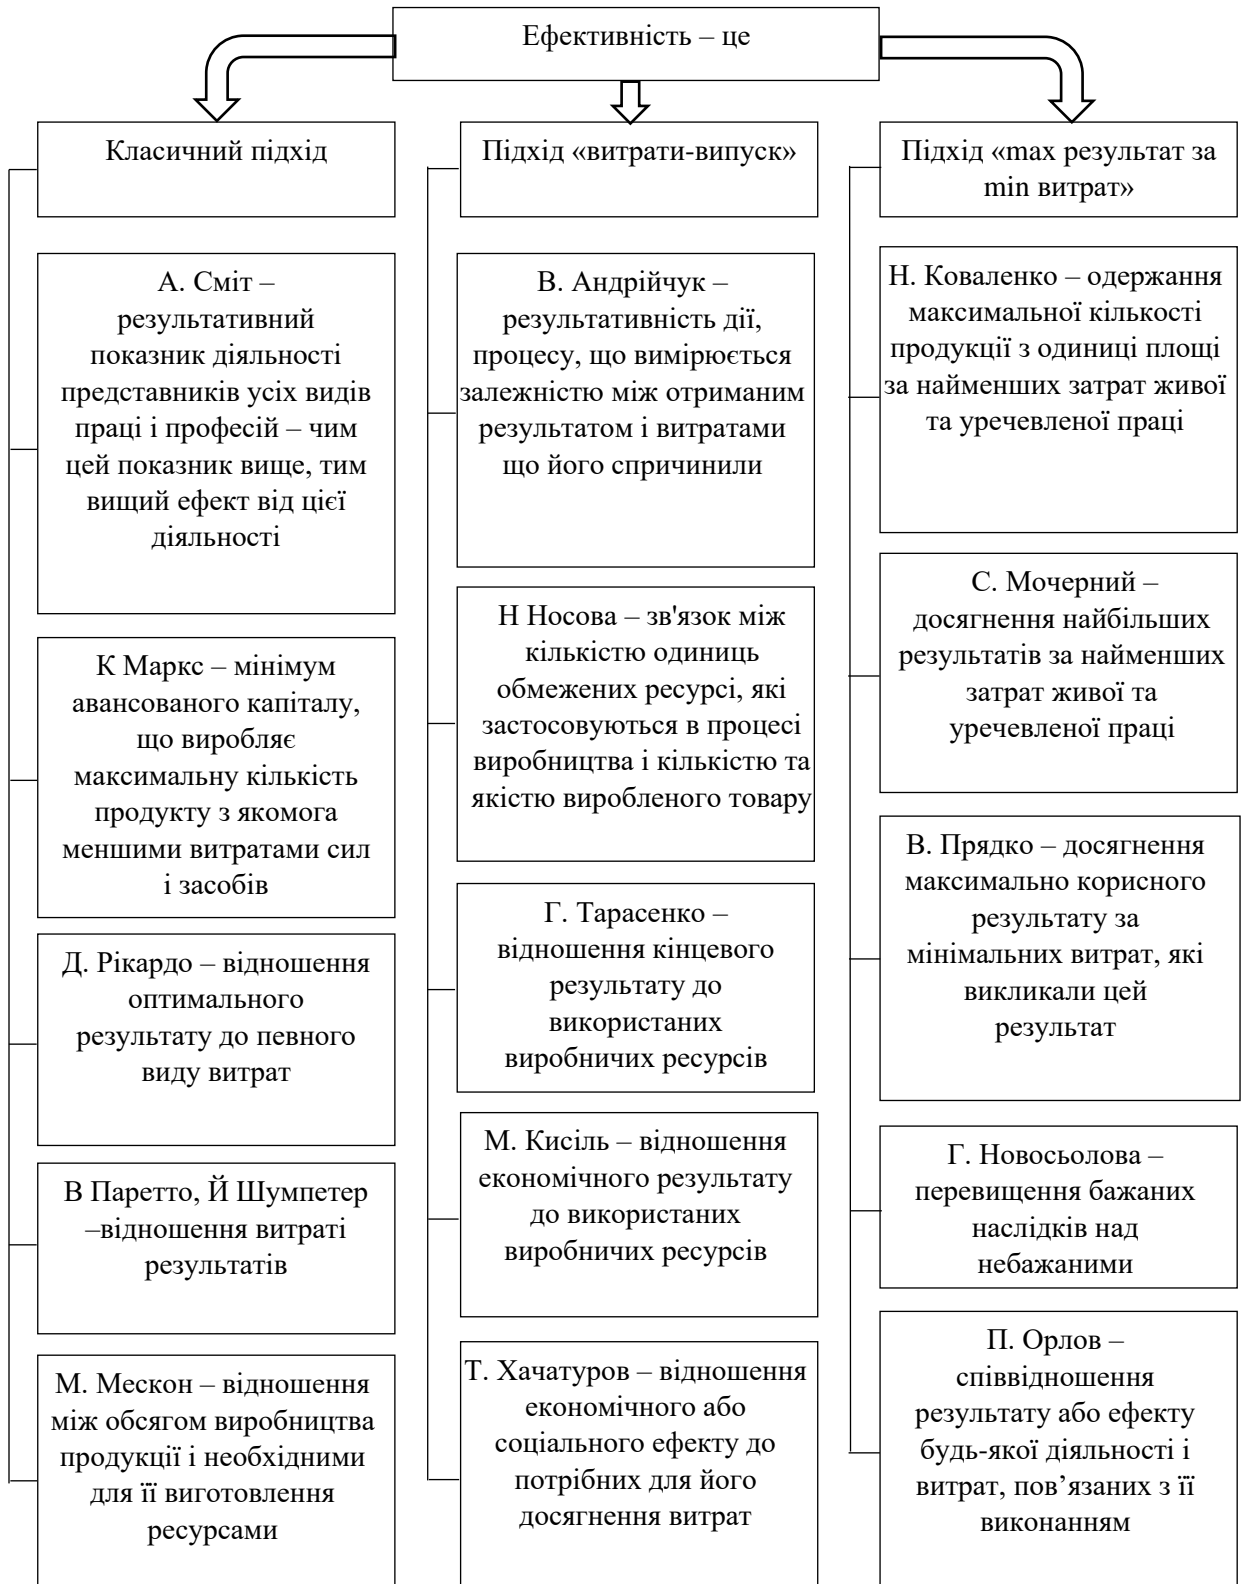 Ефективність – це
Класичний підхід
А. Сміт –
результативний
показник діяльності
представників усіх видів
праці і професій – чим
цей показник вище, тим
вищий ефект від цієї
діяльності
К Маркс – мінімум
авансованого капіталу,
що виробляє
максимальну кількість
продукту з якомога
меншими витратами сил
і засобів
Д. Рікардо – відношення
оптимального
результату до певного
виду витрат
В Паретто, Й Шумпетер
–відношення витраті
результатів
М. Мескон – відношення
між обсягом виробництва
продукції і необхідними
для її виготовлення
ресурсами
Підхід «витрати-випуск»
В. Андрійчук –
результативність дії,
процесу, що вимірюється
залежністю між отриманим
результатом і витратами
що його спричинили
Н Носова – зв'язок між
кількістю одиниць
обмежених ресурсі, які
застосовуються в процесі
виробництва і кількістю та
якістю виробленого товару
Г. Тарасенко –
відношення кінцевого
результату до
використаних
виробничих ресурсів
М. Кисіль – відношення
економічного результату
до використаних
виробничих ресурсів
Т. Хачатуров – відношення
економічного або
соціального ефекту до
потрібних для його
досягнення витрат
Підхід «max результат за
min витрат»
Н. Коваленко – одержання
максимальної кількості
продукції з одиниці площі
за найменших затрат живої
та уречевленої праці
С. Мочерний –
досягнення найбільших
результатів за найменших
затрат живої та
уречевленої праці
В. Прядко – досягнення
максимально корисного
результату за
мінімальних витрат, які
викликали цей
результат
Г. Новосьолова –
перевищення бажаних
наслідків над
небажаними
П. Орлов –
співвідношення
результату або ефекту
будь-якої діяльності і
витрат, пов’язаних з її
виконанням